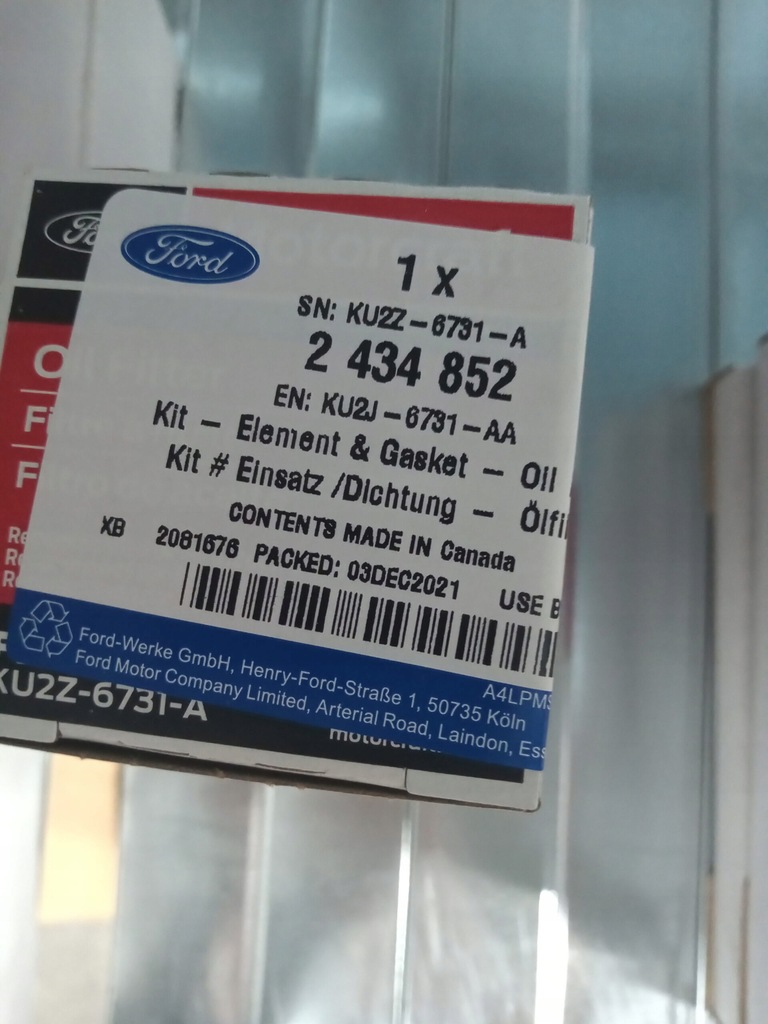 Ford
1 x
SN: KU2Z-6731-A
2 434 852
EN: KU2J-6731-AA
Kit - Element & Gasket - Oil
Kit # Einsatz /Dichtung - Ölfi
CONTENTS MADE IN Canada
XB 2081676 PACKED: 03DEC2021 USE B
A4LPMS
Ford-Werke GmbH, Henry-Ford-Straße 1, 50735 Köln
Ford Motor Company Limited, Arterial Road, Laindon, Ess
KU2Z-6731-A